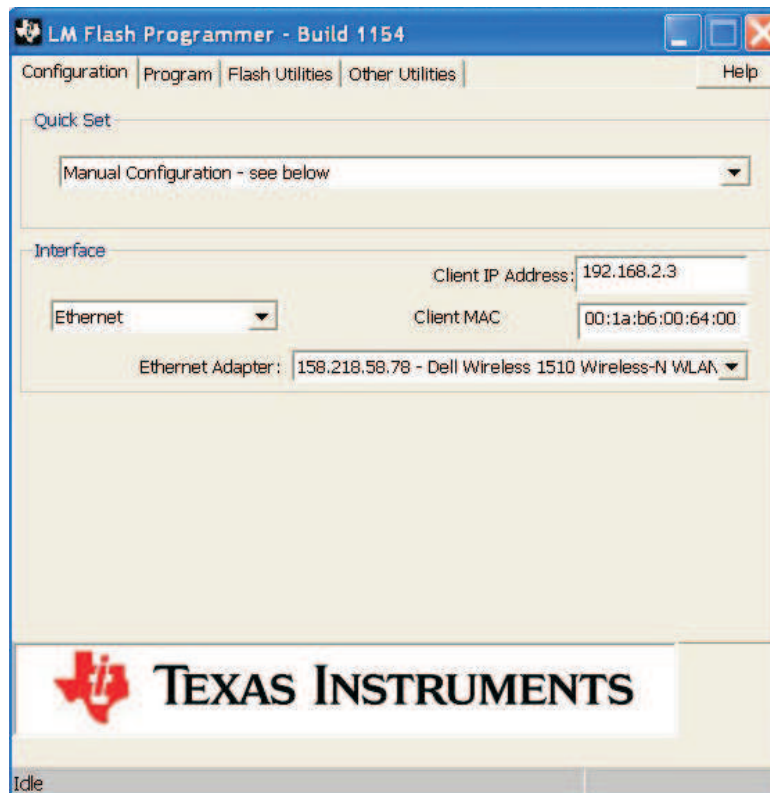 LM Flash Programmer - Build 1154
Configuration Program Flash Utilities Other Utilities Help
Quick Set
Manual Configuration - see below
Interface
Client IP Address: 192.168.2.3
Ethernet Client MAC 00:1a:b6:00:64:00
Ethernet Adapter: 158.218.58.78 - Dell Wireless 1510 Wireless-N WLAN
TEXAS INSTRUMENTS
Idle